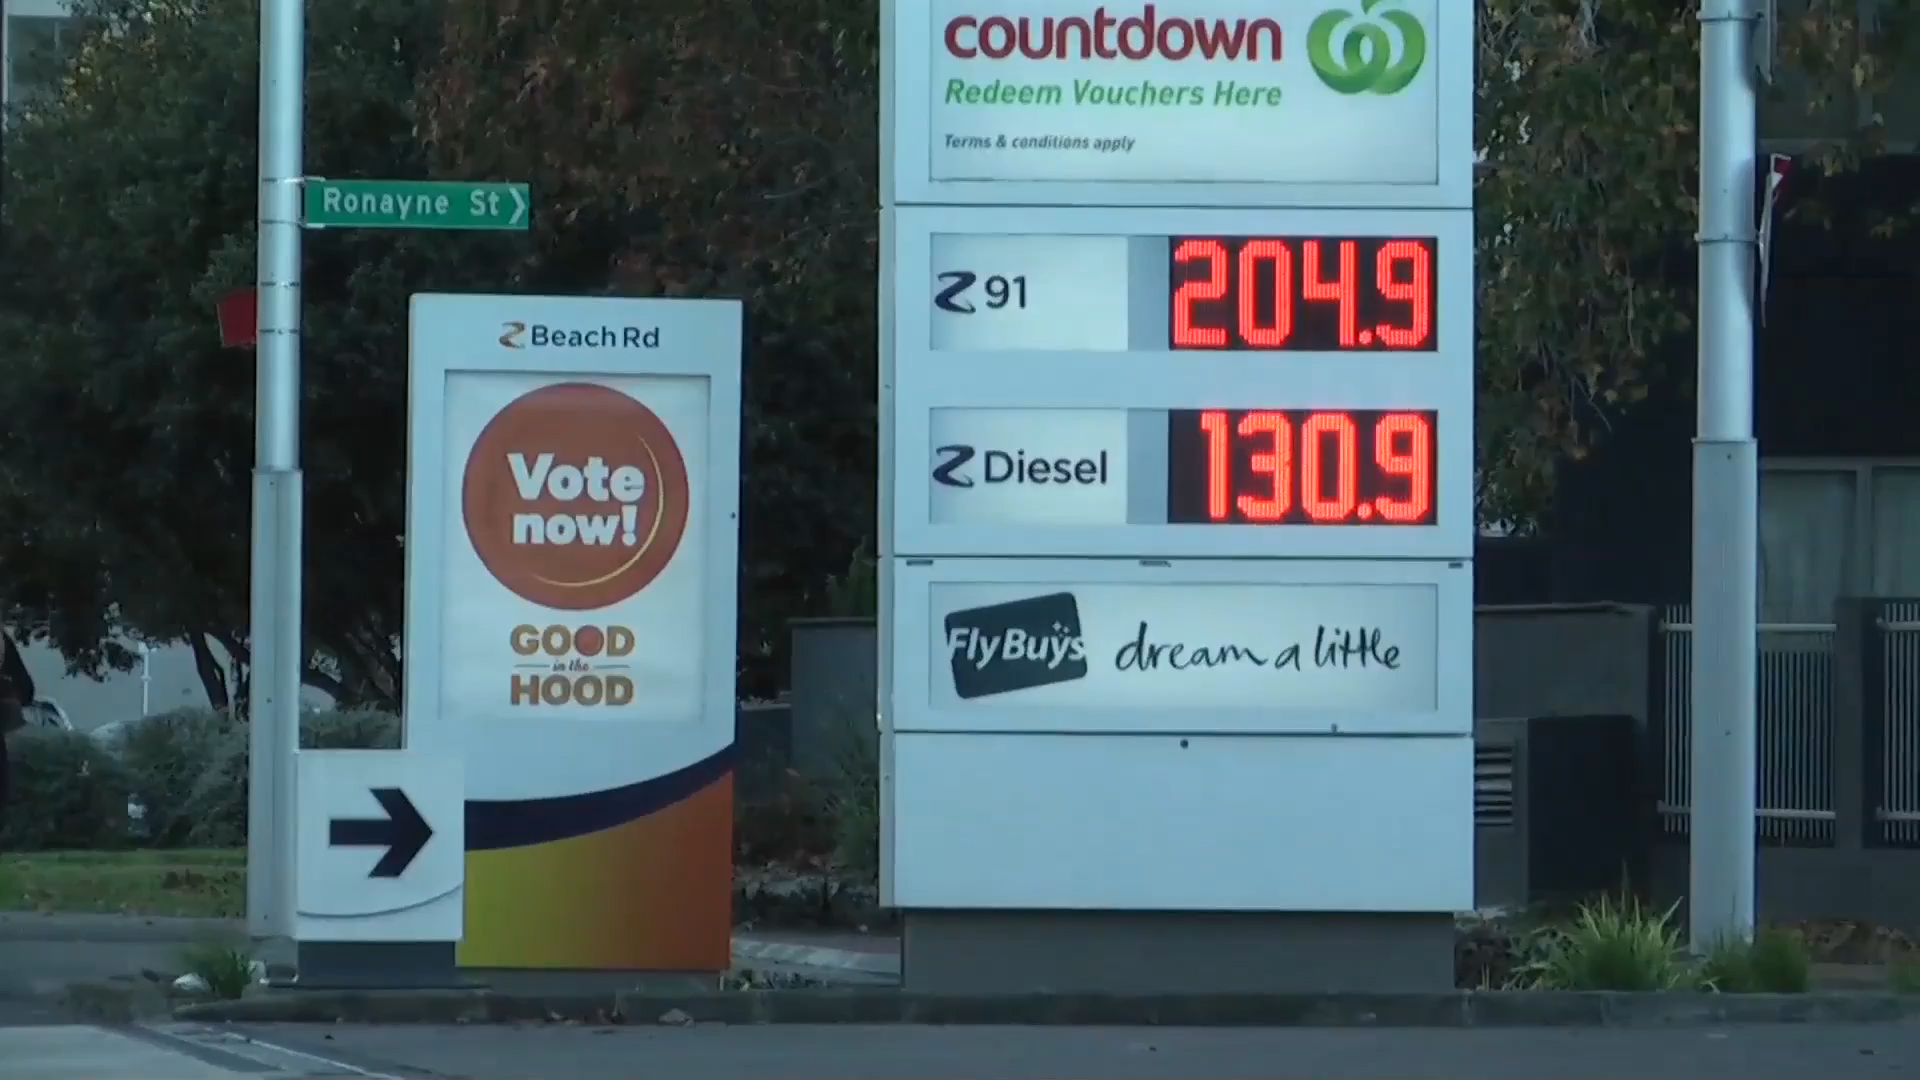 countdown
Redeem Vouchers Here
Terms & conditions apply
Ronayne St
Z 91 204.9
Z Beach Rd
Vote
now!
Z Diesel 130.9
GOOD
in the
HOOD
FlyBuys dream a little